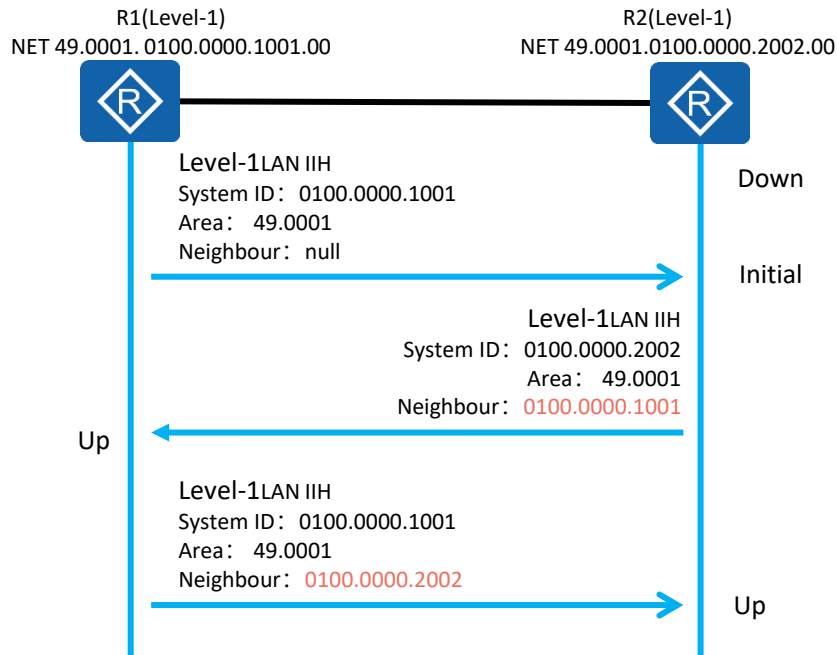 R1(Level-1)
NET 49.0001. 0100.0000.1001.00
R2(Level-1)
NET 49.0001.0100.0000.2002.00
R
R
Level-1LAN IIH
System ID： 0100.0000.1001
Area： 49.0001
Neighbour：null
Down
Initial
Level-1LAN IIH
System ID： 0100.0000.2002
Area： 49.0001
Neighbour：0100.0000.1001
Up
Level-1LAN IIH
System ID： 0100.0000.1001
Area： 49.0001
Neighbour：0100.0000.2002
Up